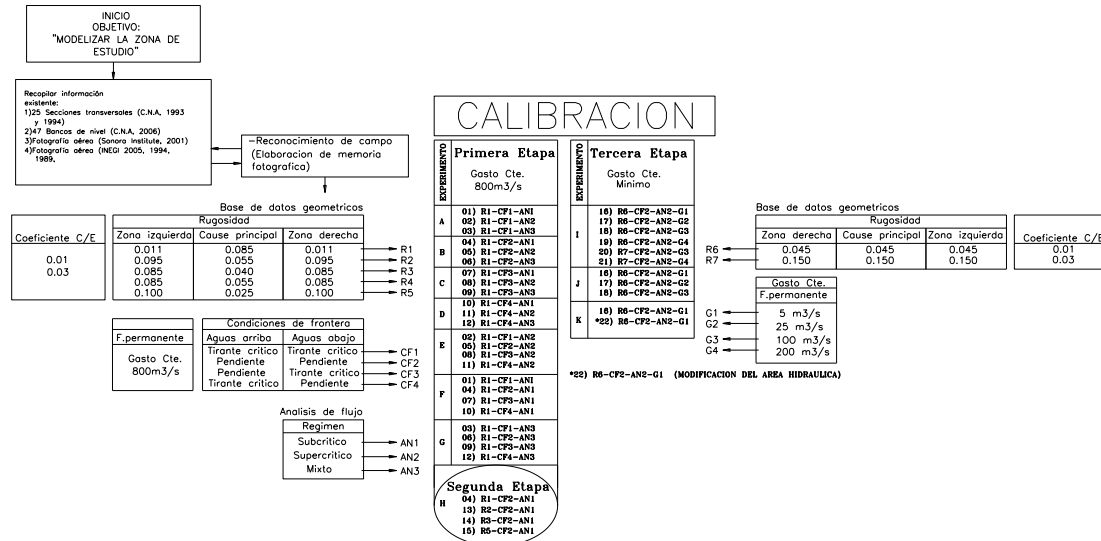 INICIO
OBJETIVO:
"MODELIZAR LA ZONA DE
ESTUDIO"
Recopilar información
existente:
1)25 Secciones transversales (C.N.A, 1993
y 1994)
2)47 Bancos de nivel (C.N.A, 2006)
3)Fotografía aérea (Sonora Institute, 2001)
4)Fotografía aérea (INEGI 2005, 1994,
1989,
-Reconocimiento de campo
(Elaboracion de memoria
fotografica)
Base de datos geometricos
Coeficiente C/E
0.01
0.03
Rugosidad
Zona izquierda Cause principal Zona derecha
0.011 0.085 0.011 R1
0.095 0.055 0.095 R2
0.085 0.040 0.085 R3
0.085 0.055 0.085 R4
0.100 0.025 0.100 R5
F.permanente
Gasto Cte.
800m3/s
Condiciones de frontera
Aguas arriba Aguas abajo
Tirante critico Tirante critico CF1
Pendiente Pendiente CF2
Pendiente Tirante critico CF3
Tirante critico Pendiente CF4
Analisis de flujo
Regimen
Subcritico AN1
Supercritico AN2
Mixto AN3
CALIBRACION
EXPERIMENTO
Primera Etapa
Gasto Cte.
800m3/s
A
01) R1-CF1-ANI
02) R1-CF1-AN2
03) R1-CF1-AN3
B
04) R1-CF2-AN1
05) R1-CF2-AN2
06) R1-CF2-AN3
C
07) R1-CF3-AN1
08) R1-CF3-AN2
09) R1-CF3-AN3
D
10) R1-CF4-AN1
11) R1-CF4-AN2
12) R1-CF4-AN3
E
02) R1-CF1-AN2
05) R1-CF2-AN2
08) R1-CF3-AN2
11) R1-CF4-AN2
F
01) R1-CF1-ANI
04) R1-CF2-AN1
07) R1-CF3-AN1
10) R1-CF4-AN1
G
03) R1-CF1-AN3
06) R1-CF2-AN3
09) R1-CF3-AN3
12) R1-CF4-AN3
Segunda Etapa
H
04) R1-CF2-AN1
13) R2-CF2-AN1
14) R3-CF2-AN1
15) R5-CF2-AN1
EXPERIMENTO
Tercera Etapa
Gasto Cte.
Minimo
I
16) R6-CF2-AN2-G1
17) R6-CF2-AN2-G2
18) R6-CF2-AN2-G3
19) R6-CF2-AN2-G4
20) R7-CF2-AN2-G3
21) R7-CF2-AN2-G4
J
16) R6-CF2-AN2-G1
17) R6-CF2-AN2-G2
18) R6-CF2-AN2-G3
K
16) R6-CF2-AN2-G1
*22) R6-CF2-AN2-G1
*22) R6-CF2-AN2-G1 (MODIFICACION DEL AREA HIDRAULICA)
Base de datos geometricos
Rugosidad
Zona derecha Cause principal Zona izquierda
R6 0.045 0.045 0.045
R7 0.150 0.150 0.150
Coeficiente C/E
0.01
0.03
Gasto Cte.
F.permanente
G1 5 m3/s
G2 25 m3/s
G3 100 m3/s
G4 200 m3/s